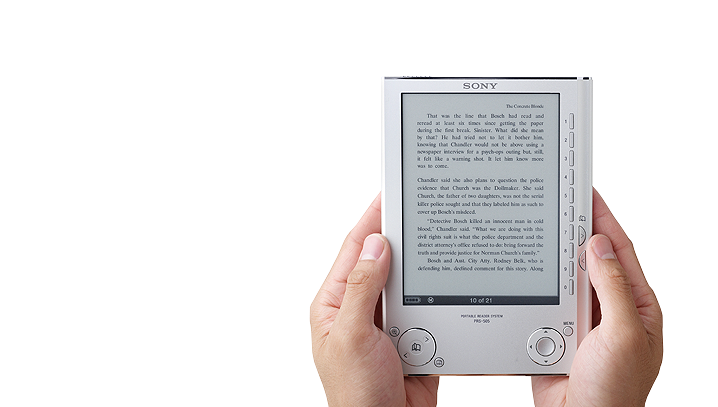 SONY
The Concrete Blonde
That was the line that Bosch had read and
reread at least six times since getting the paper
during the first break. Sinister. What did she mean
by that? He had tried not to let it bother him,
knowing that Chandler would not be above using a
newspaper interview for a psych-ops outing but, still,
it felt like a warning shot. It let him know more
was to come.
Chandler said she also plans to question the police
evidence that Church was the Dollmaker. She said
Church, the father of two daughters, was not the serial
killer police sought and that they labeled him as such to
cover up Bosch's misdeed.
"Detective Bosch killed an innocent man in cold
blood," Chandler said. "What we are doing with this
civil rights suit is what the police department and the
district attorney's office refused to do: bring forward the
truth and provide justice for Norman Church's family."
Bosch and Asst. City Atty. Rodney Belk, who is
defending him, declined comment for this story. Along
10 of 21
1
2
3
4
5
6
7
8
9
0
PORTABLE READER SYSTEM
PRS-505
MENU